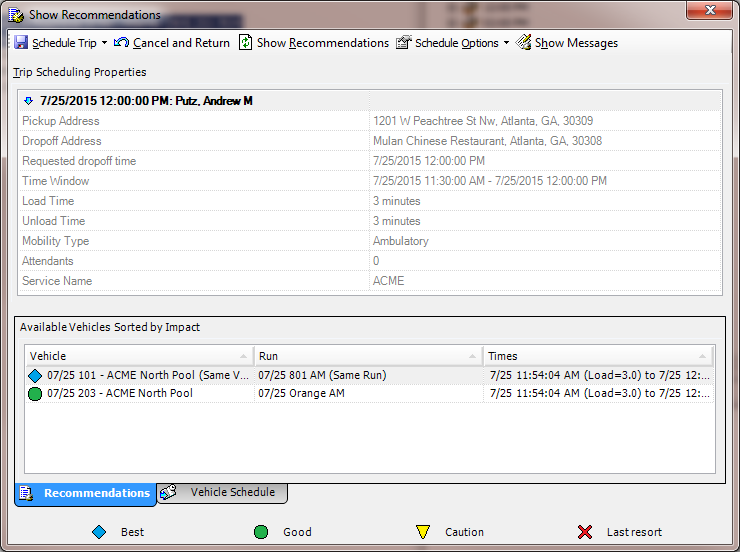 Show Recommendations
Schedule Trip Cancel and Return Show Recommendations Schedule Options Show Messages
Trip Scheduling Properties
7/25/2015 12:00:00 PM: Putz, Andrew M
Pickup Address 1201 W Peachtree St Nw, Atlanta, GA, 30309
Dropoff Address Mulan Chinese Restaurant, Atlanta, GA, 30308
Requested dropoff time 7/25/2015 12:00:00 PM
Time Window 7/25/2015 11:30:00 AM - 7/25/2015 12:00:00 PM
Load Time 3 minutes
Unload Time 3 minutes
Mobility Type Ambulatory
Attendants 0
Service Name ACME
Available Vehicles Sorted by Impact
Vehicle Run Times
07/25 101 - ACME North Pool (Same V... 07/25 801 AM (Same Run) 7/25 11:54:04 AM (Load=3.0) to 7/25 12:...
07/25 203 - ACME North Pool 07/25 Orange AM 7/25 11:54:04 AM (Load=3.0) to 7/25 12:...
Recommendations Vehicle Schedule
Best Good Caution Last resort